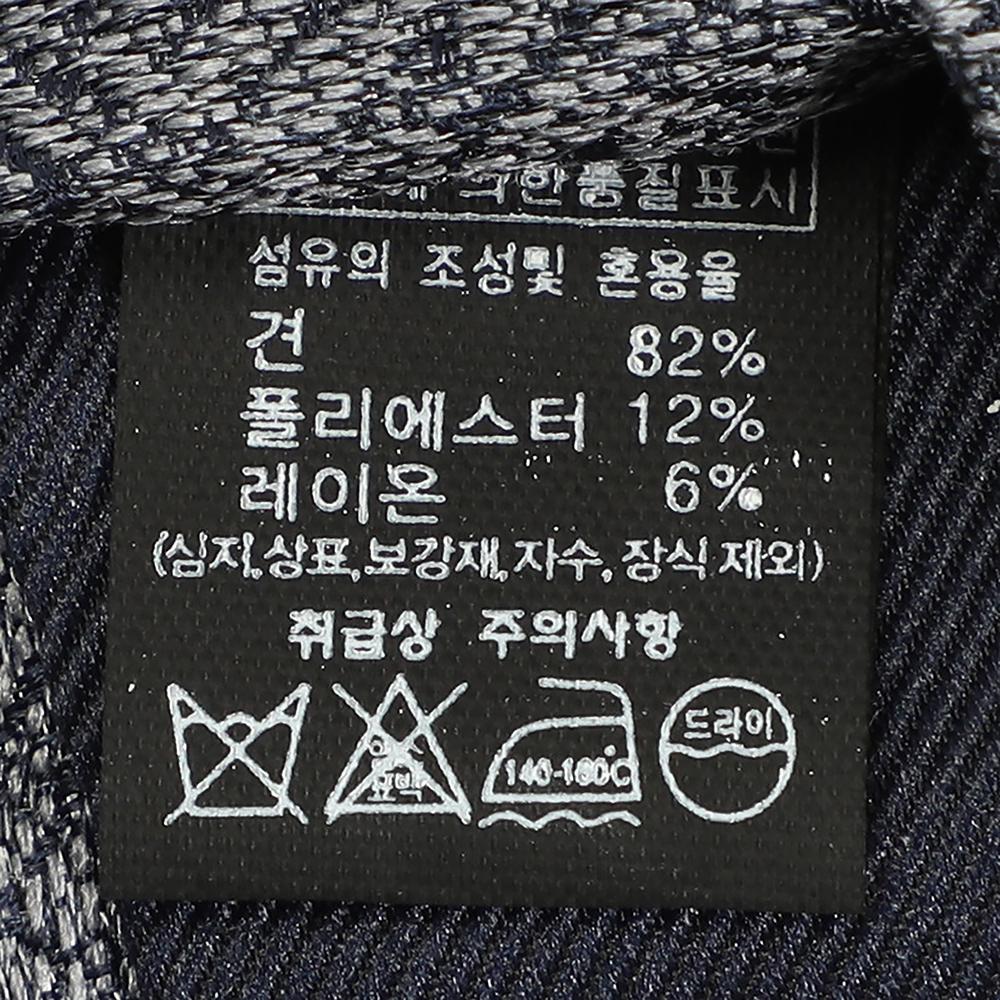 의한품질표시
섬유의 조성및 혼용율
견 82%
폴리에스터 12%
레이온 6%
(심지,상표,보강재,자수, 장식 제외)
취급상 주의사항
표백
140-160℃
드라이